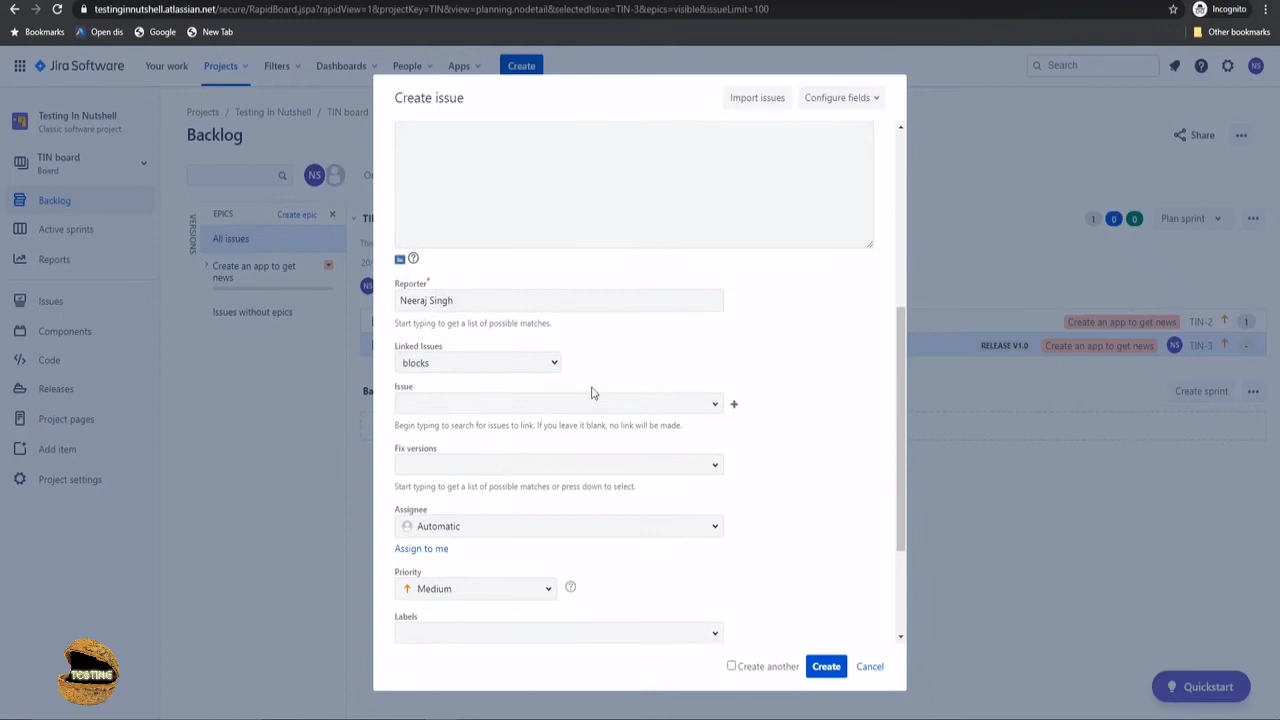 testinginnutshell.atlassian.net/secure/RapidBoard.jspa?rapidView=1&projectKey=TIN&view=planning.nodetail&selectedIssue=TIN-3&epics=visible&issueLimit=100
Incognito
Bookmarks
Open dis
Google
New Tab
Other bookmarks
Jira Software
Your work
Projects
Filters
Dashboards
People
Apps
Create
Search
NS
Testing In Nutshell
Classic software project
TIN board
Board
Backlog
Active sprints
Reports
Issues
Components
Code
Releases
Project pages
Add item
Project settings
Projects / Testing In Nutshell / TIN board
Backlog
Share
NS
VERSIONS
EPICS
Create epic
All issues
Create an app to get
news
Issues without epics
NS
1 0 0
Plan sprint
Create an app to get news TIN-2 1
RELEASE V1.0 Create an app to get news NS TIN-3 -
Create sprint
Create issue
Import issues
Configure fields
Reporter*
Neeraj Singh
Start typing to get a list of possible matches.
Linked Issues
blocks
Issue
Begin typing to search for issues to link. If you leave it blank, no link will be made.
Fix versions
Start typing to get a list of possible matches or press down to select.
Assignee
Automatic
Assign to me
Priority
Medium
Labels
Create another
Create
Cancel
TESTING
Quickstart